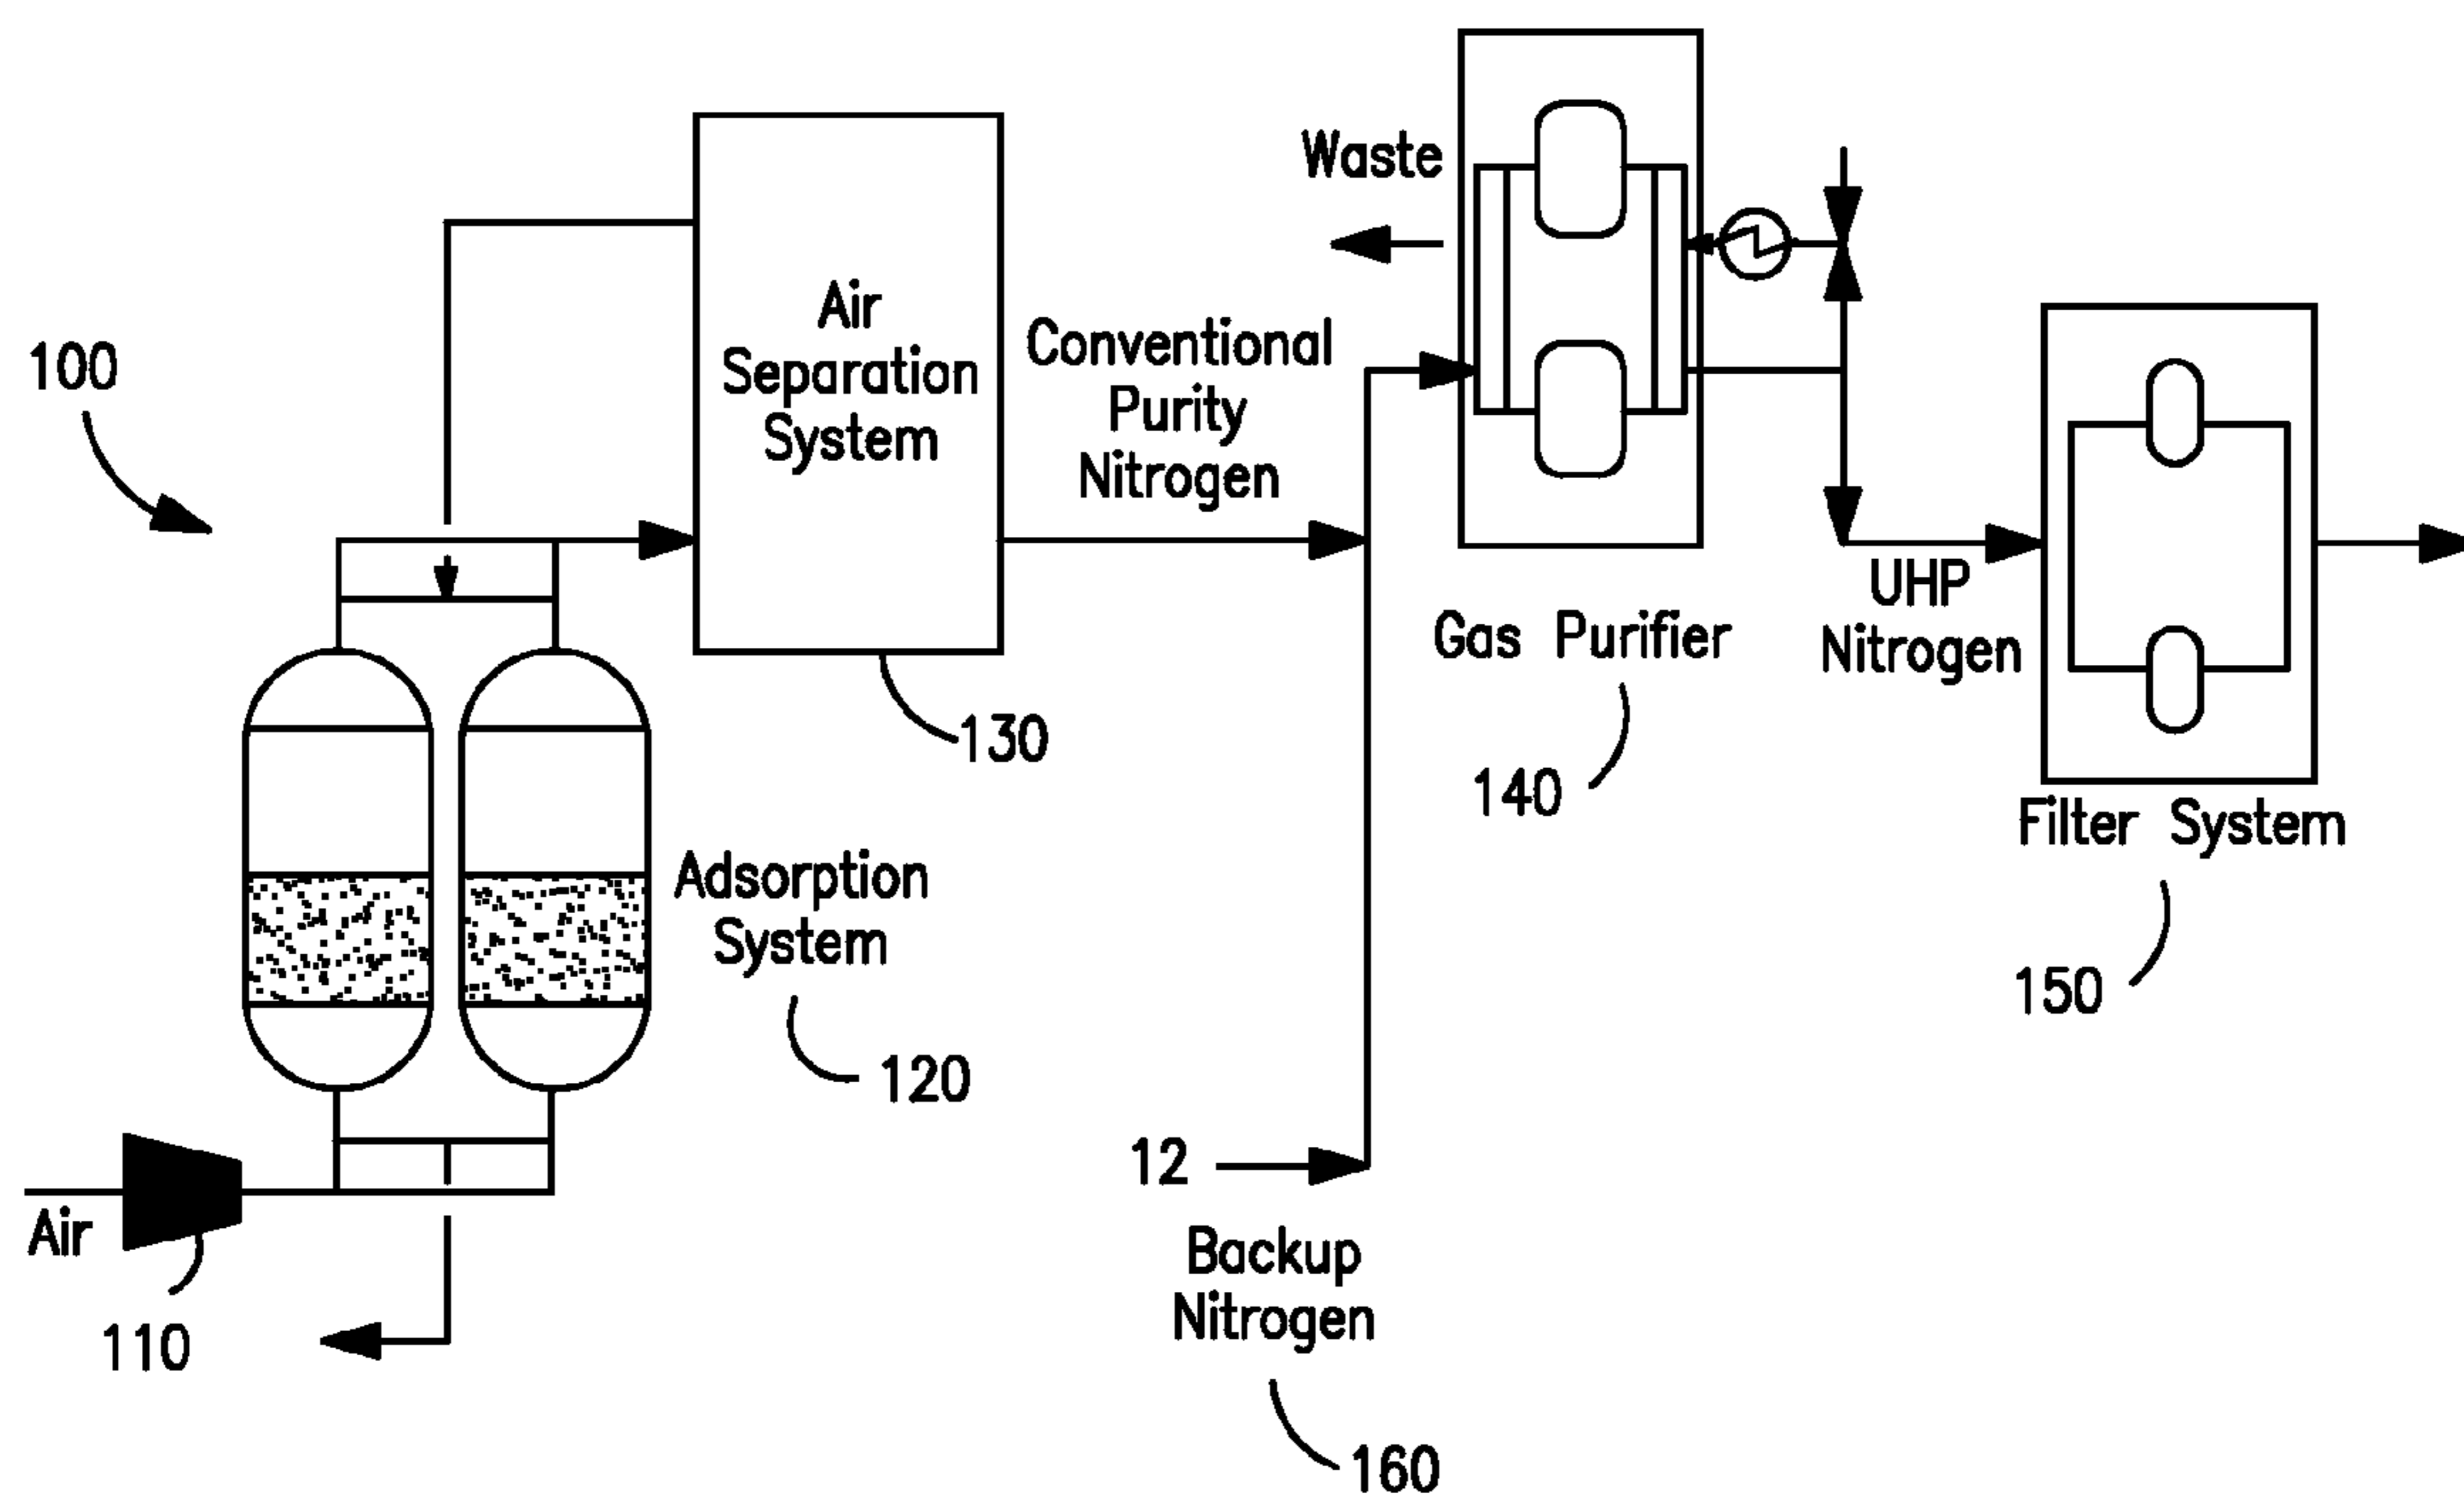 Waste
Air
Separation
System
Conventional
Purity
Nitrogen
100
UHP
Nitrogen
Gas Purifier
130
140
Filter System
Adsorption
System
150
120
12
Air
Backup
Nitrogen
110
160